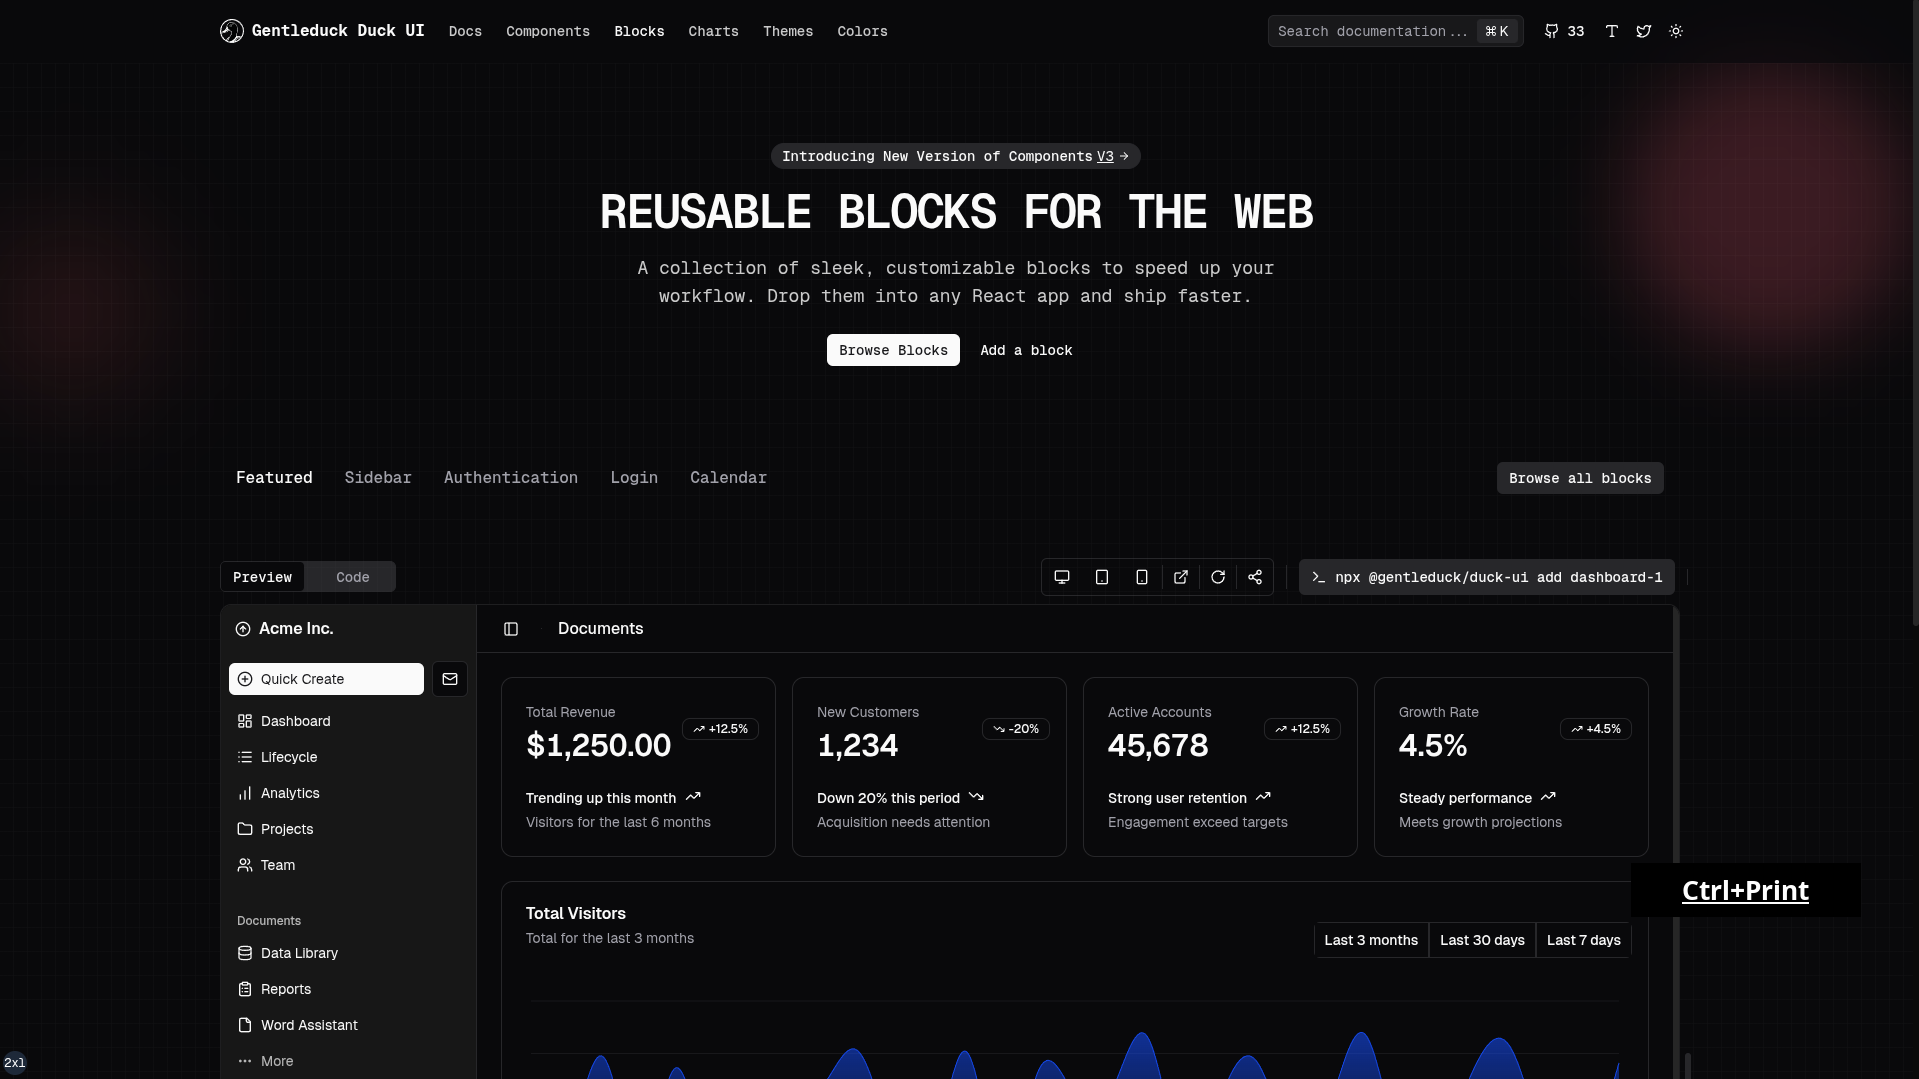 Gentleduck Duck UI Docs Components Blocks Charts Themes Colors Search documentation... ⌘K 33
Introducing New Version of Components V3 →
REUSABLE BLOCKS FOR THE WEB
A collection of sleek, customizable blocks to speed up your
workflow. Drop them into any React app and ship faster.
Browse Blocks Add a block
Featured Sidebar Authentication Login Calendar Browse all blocks
Preview Code npx @gentleduck/duck-ui add dashboard-1
Acme Inc.
Quick Create
Dashboard
Lifecycle
Analytics
Projects
Team
Documents
Data Library
Reports
Word Assistant
More
Documents
Total Revenue
$1,250.00
+12.5%
Trending up this month
Visitors for the last 6 months
New Customers
1,234
-20%
Down 20% this period
Acquisition needs attention
Active Accounts
45,678
+12.5%
Strong user retention
Engagement exceed targets
Growth Rate
4.5%
+4.5%
Steady performance
Meets growth projections
Total Visitors
Total for the last 3 months
Last 3 months Last 30 days Last 7 days
Ctrl+Print
2xl